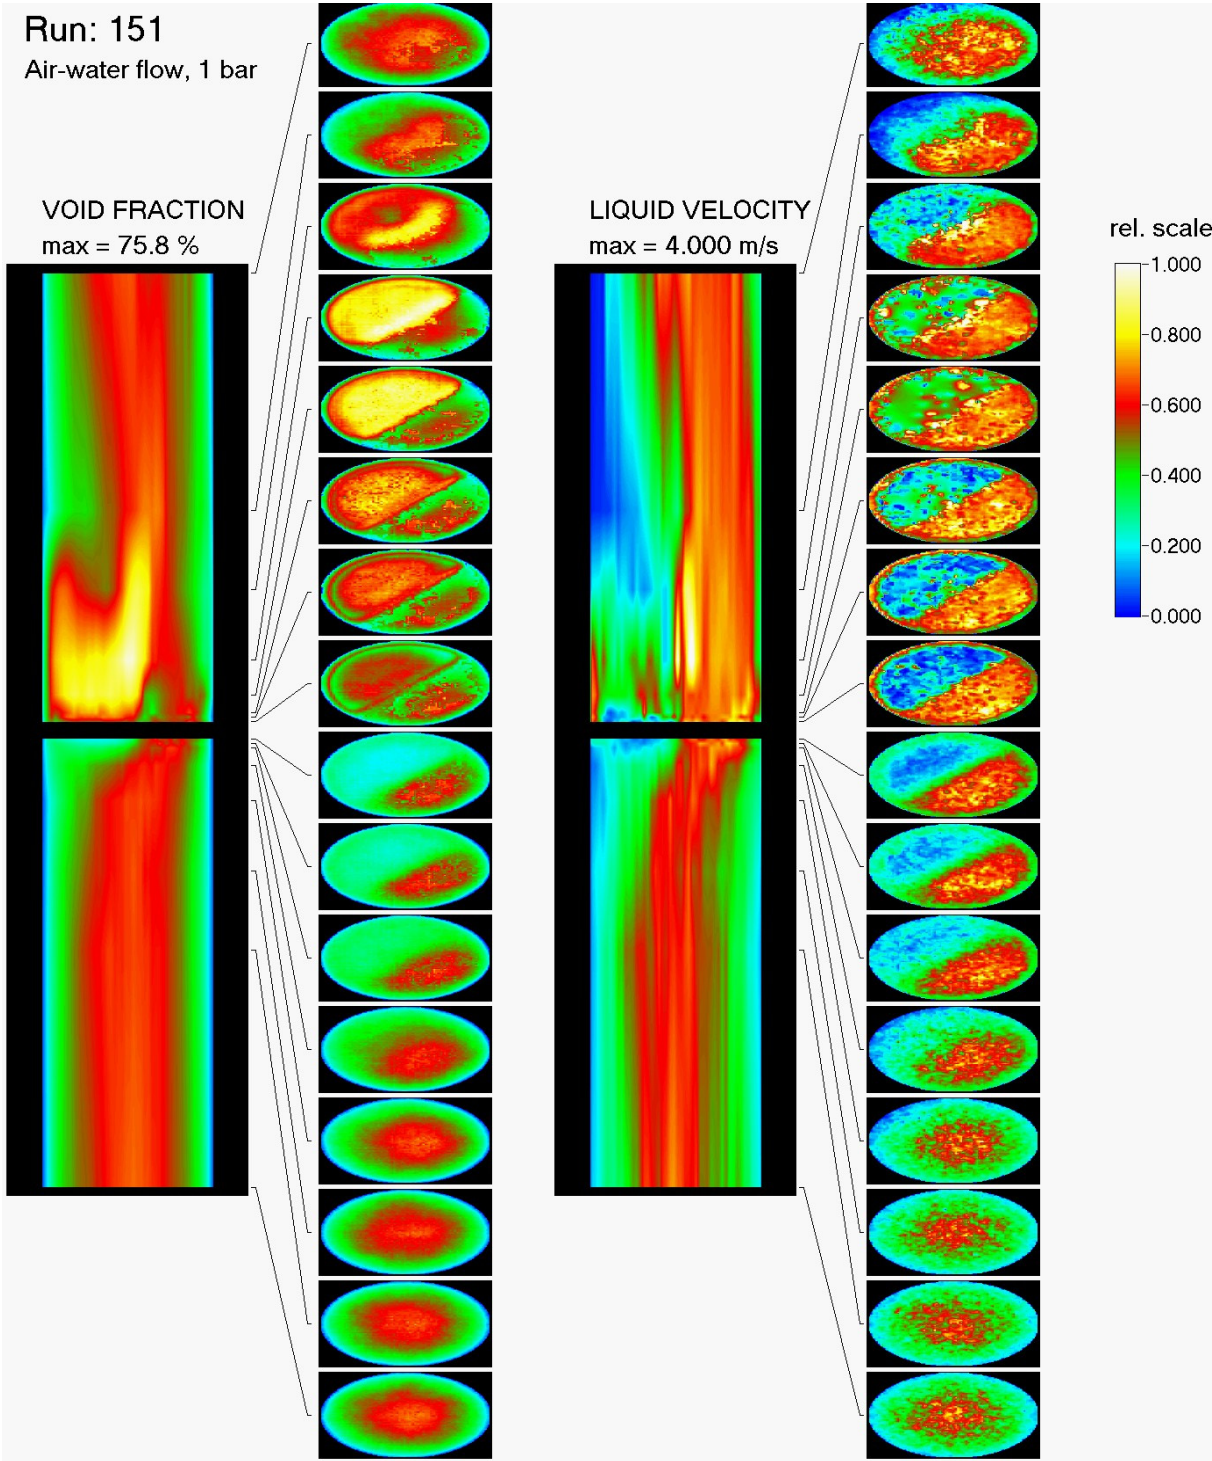 Run: 151
Air-water flow, 1 bar
VOID FRACTION
max = 75.8 %
LIQUID VELOCITY
max = 4.000 m/s
rel. scale
1.000
0.800
0.600
0.400
0.200
0.000